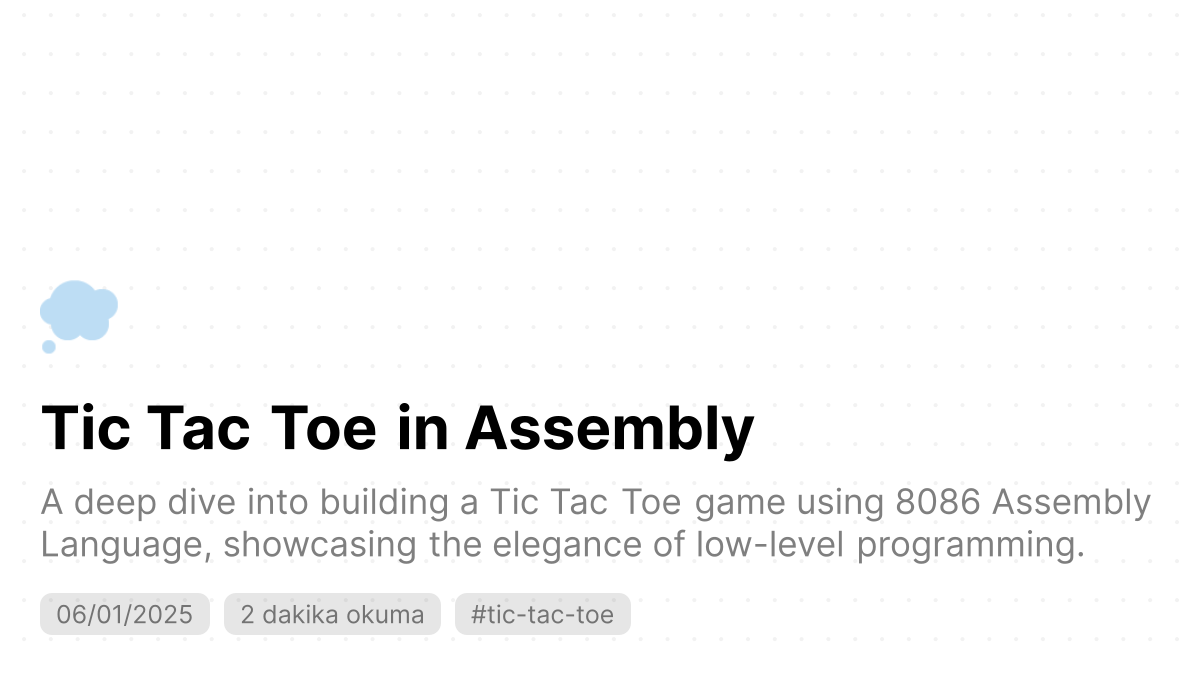 Tic Tac Toe in Assembly
A deep dive into building a Tic Tac Toe game using 8086 Assembly
Language, showcasing the elegance of low-level programming.
06/01/2025 2 dakika okuma #tic-tac-toe